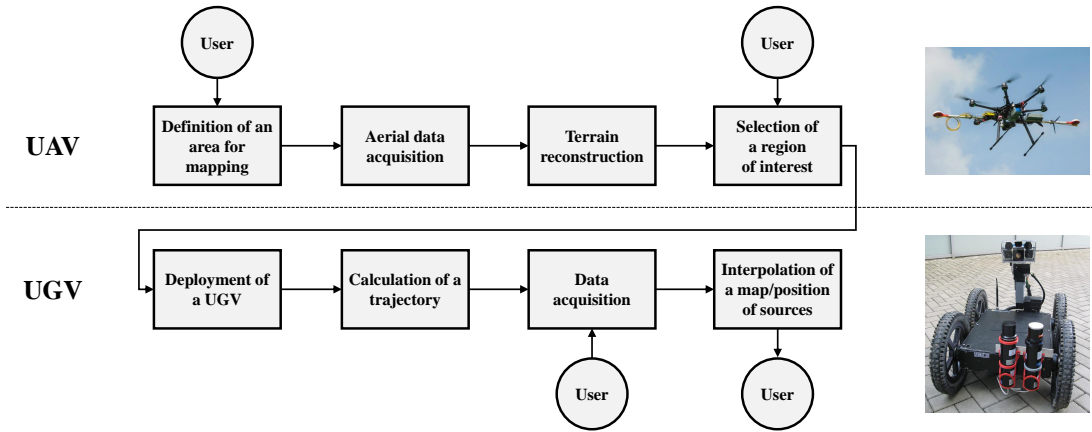 User
User
UAV
Definition of an
area for
mapping
Aerial data
acquisition
Terrain
reconstruction
Selection of
a region
of interest
UGV
Deployment of
a UGV
Calculation of a
trajectory
Data
acquisition
Interpolation of
a map/position
of sources
User
User